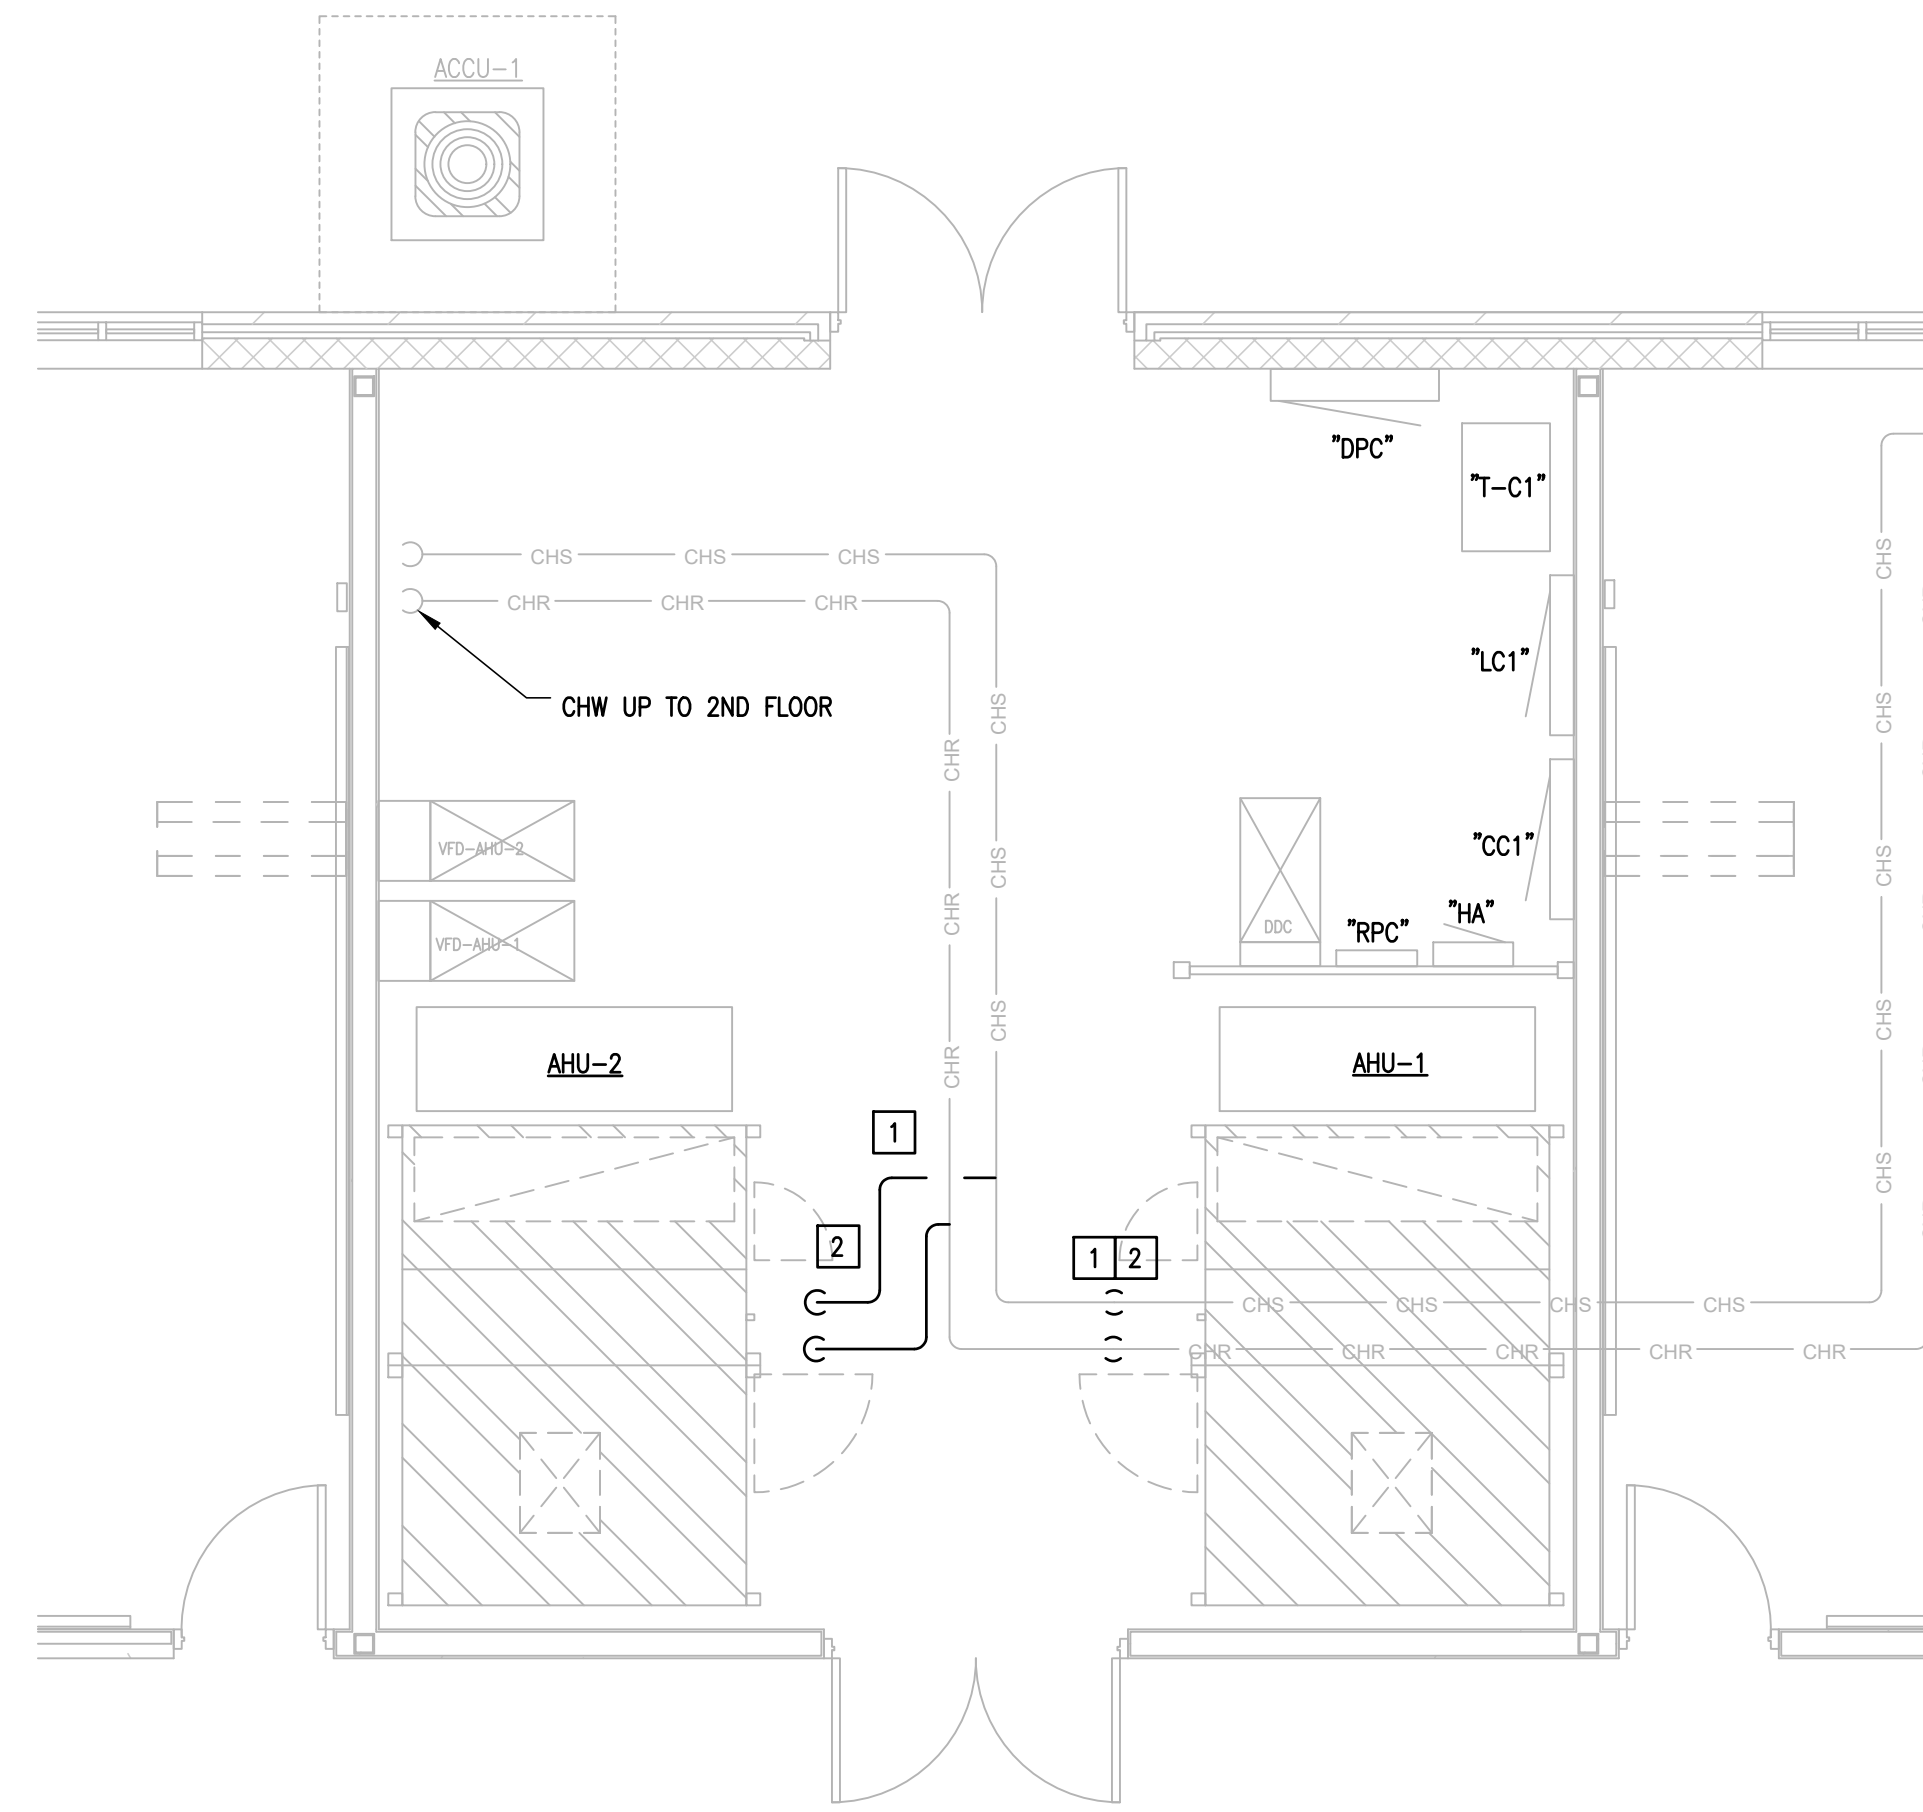 ACCU-1
"DPC"
"T-C1"
CHS CHS CHS
CHR CHR CHR
CHS
"LC1"
CHW UP TO 2ND FLOOR
CHS
CHS
CHR
"CC1"
VFD-AHU-2
CHS
CHS
"HA"
CHR
DDC
"RPC"
VFD-AHU-1
CHS
CHS
AHU-2
CHR
AHU-1
1
CHS
2
1 2
CHS CHS CHS CHS
CHR CHR CHR CHR CHR